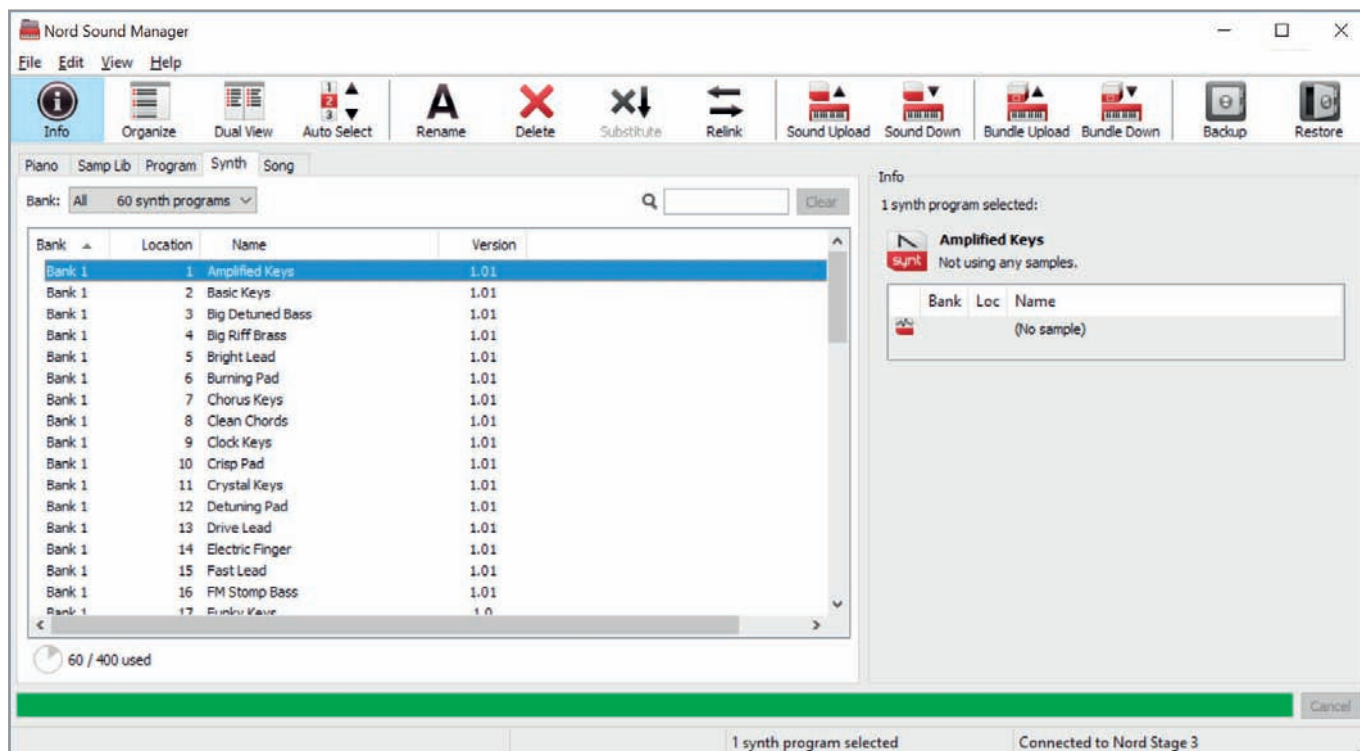 Nord Sound Manager
File Edit View Help
1 2 3
Info Organize Dual View Auto Select Rename Delete Substitute Relink Sound Upload Sound Down Bundle Upload Bundle Down Backup Restore
Piano Samp Lib Program Synth Song
Bank: All 60 synth programs Clear
Bank Location Name Version
Bank 1 1 Amplified Keys 1.01
Bank 1 2 Basic Keys 1.01
Bank 1 3 Big Detuned Bass 1.01
Bank 1 4 Big Riff Brass 1.01
Bank 1 5 Bright Lead 1.01
Bank 1 6 Burning Pad 1.01
Bank 1 7 Chorus Keys 1.01
Bank 1 8 Clean Chords 1.01
Bank 1 9 Clock Keys 1.01
Bank 1 10 Crisp Pad 1.01
Bank 1 11 Crystal Keys 1.01
Bank 1 12 Detuning Pad 1.01
Bank 1 13 Drive Lead 1.01
Bank 1 14 Electric Finger 1.01
Bank 1 15 Fast Lead 1.01
Bank 1 16 FM Stomp Bass 1.01
Bank 1 17 Funky Keys
60 / 400 used
Info
1 synth program selected:
synt
Amplified Keys
Not using any samples.
Bank Loc Name
(No sample)
Cancel
1 synth program selected Connected to Nord Stage 3